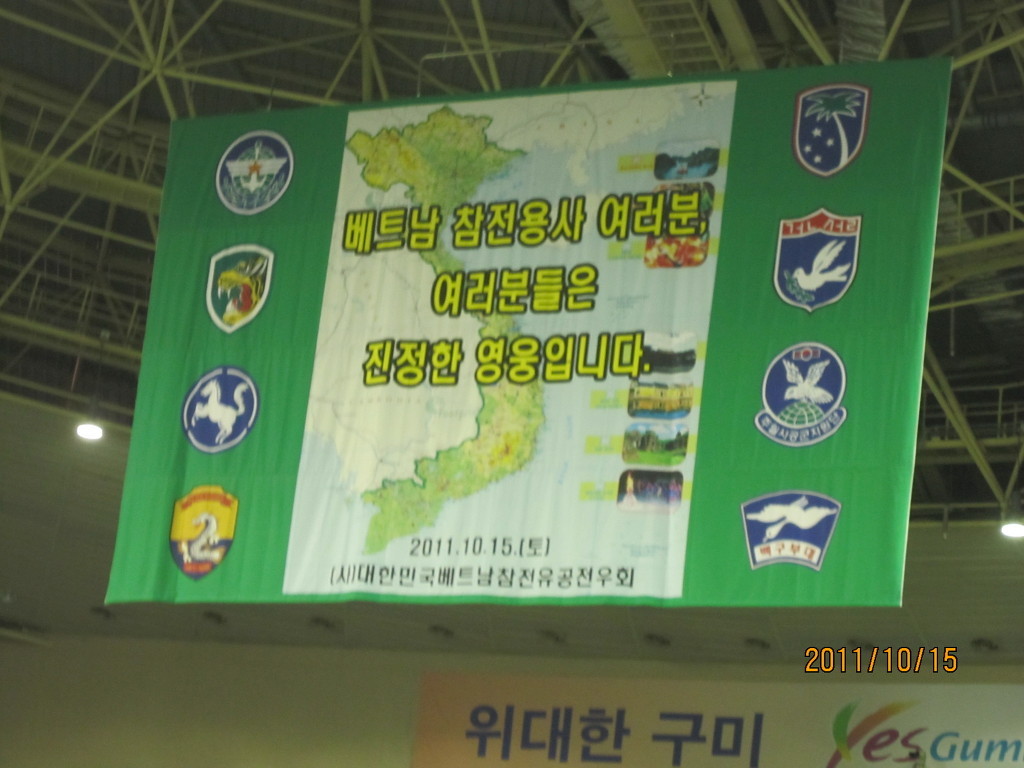 베트남 참전용사 여러분,
여러분들은
진정한 영웅입니다.
2011.10.15.(토)
(사)대한민국베트남참전유공전우회
백구부대
2011/10/15
위대한 구미
Yes Gum